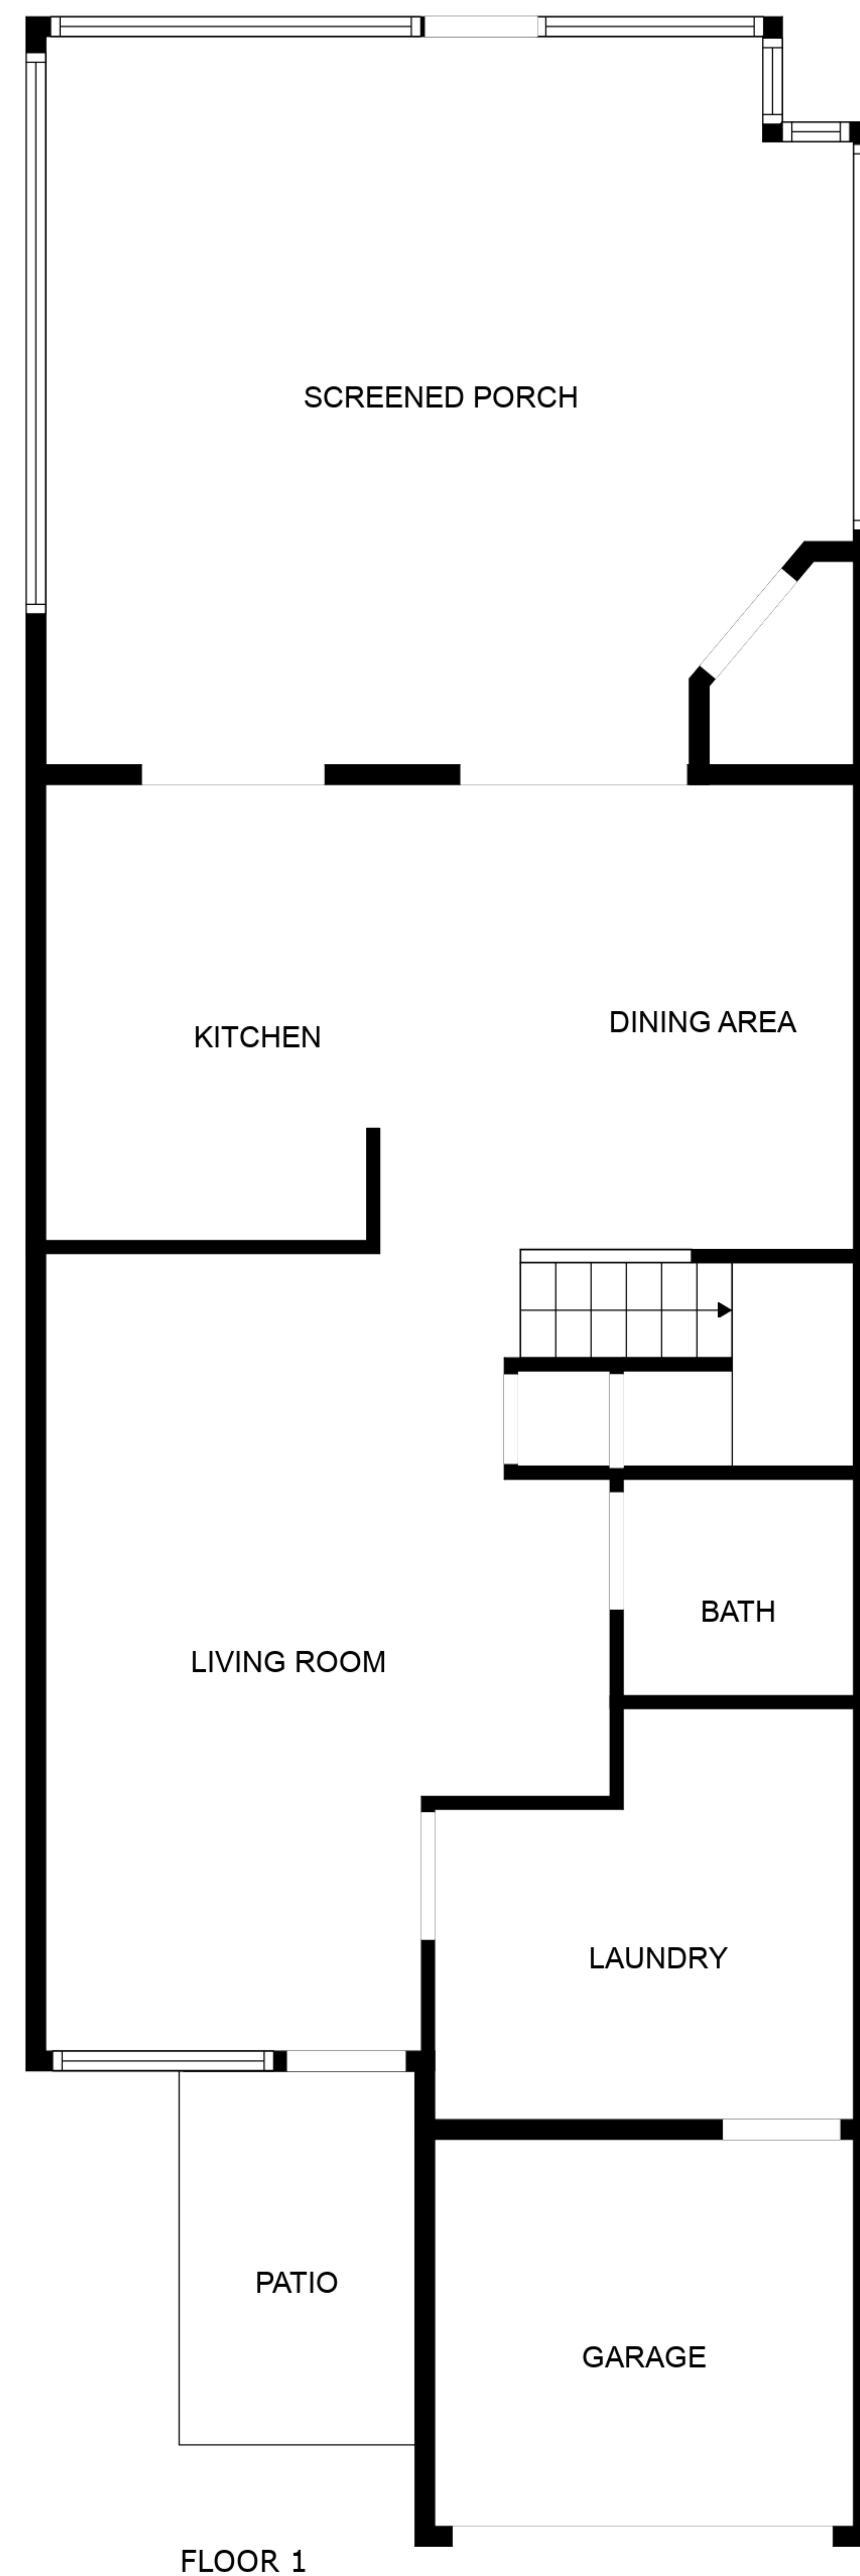 SCREENED PORCH
KITCHEN
DINING AREA
BATH
LIVING ROOM
LAUNDRY
PATIO
GARAGE
FLOOR 1